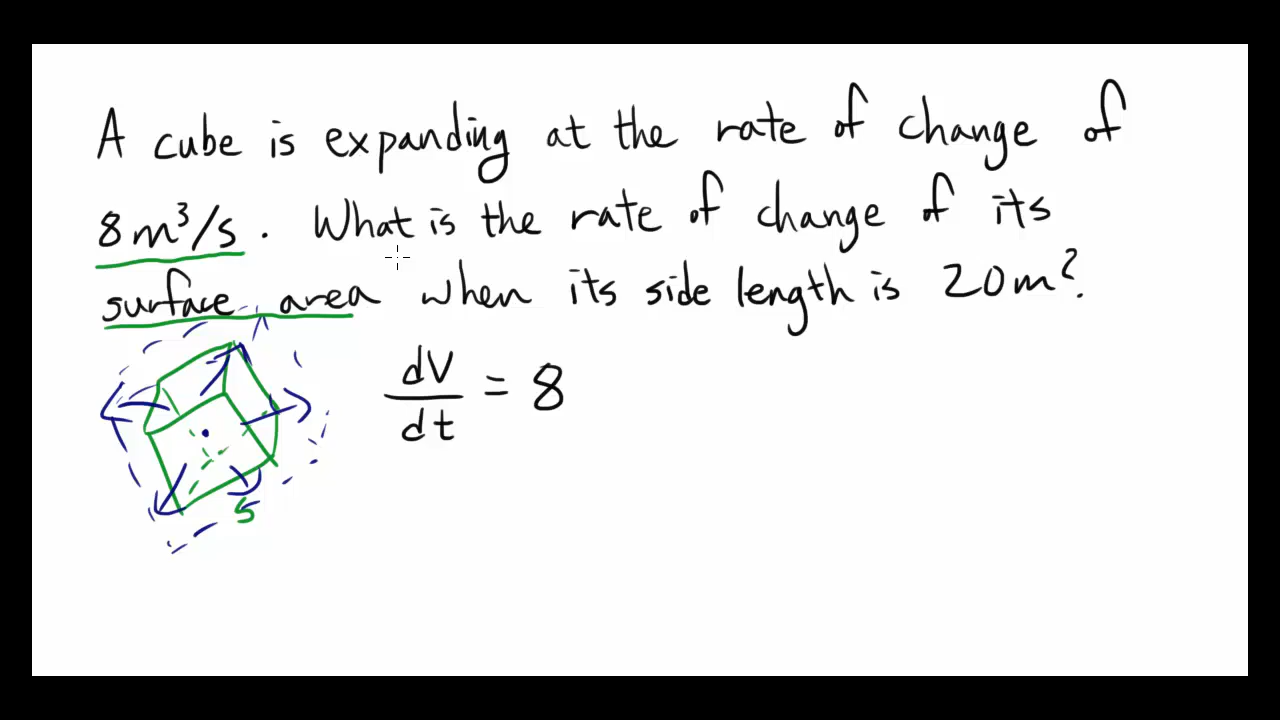 A cube is expanding at the rate of change of
8m³/s. What is the rate of change of its
surface area when its side length is 20m?
dV/dt = 8
s